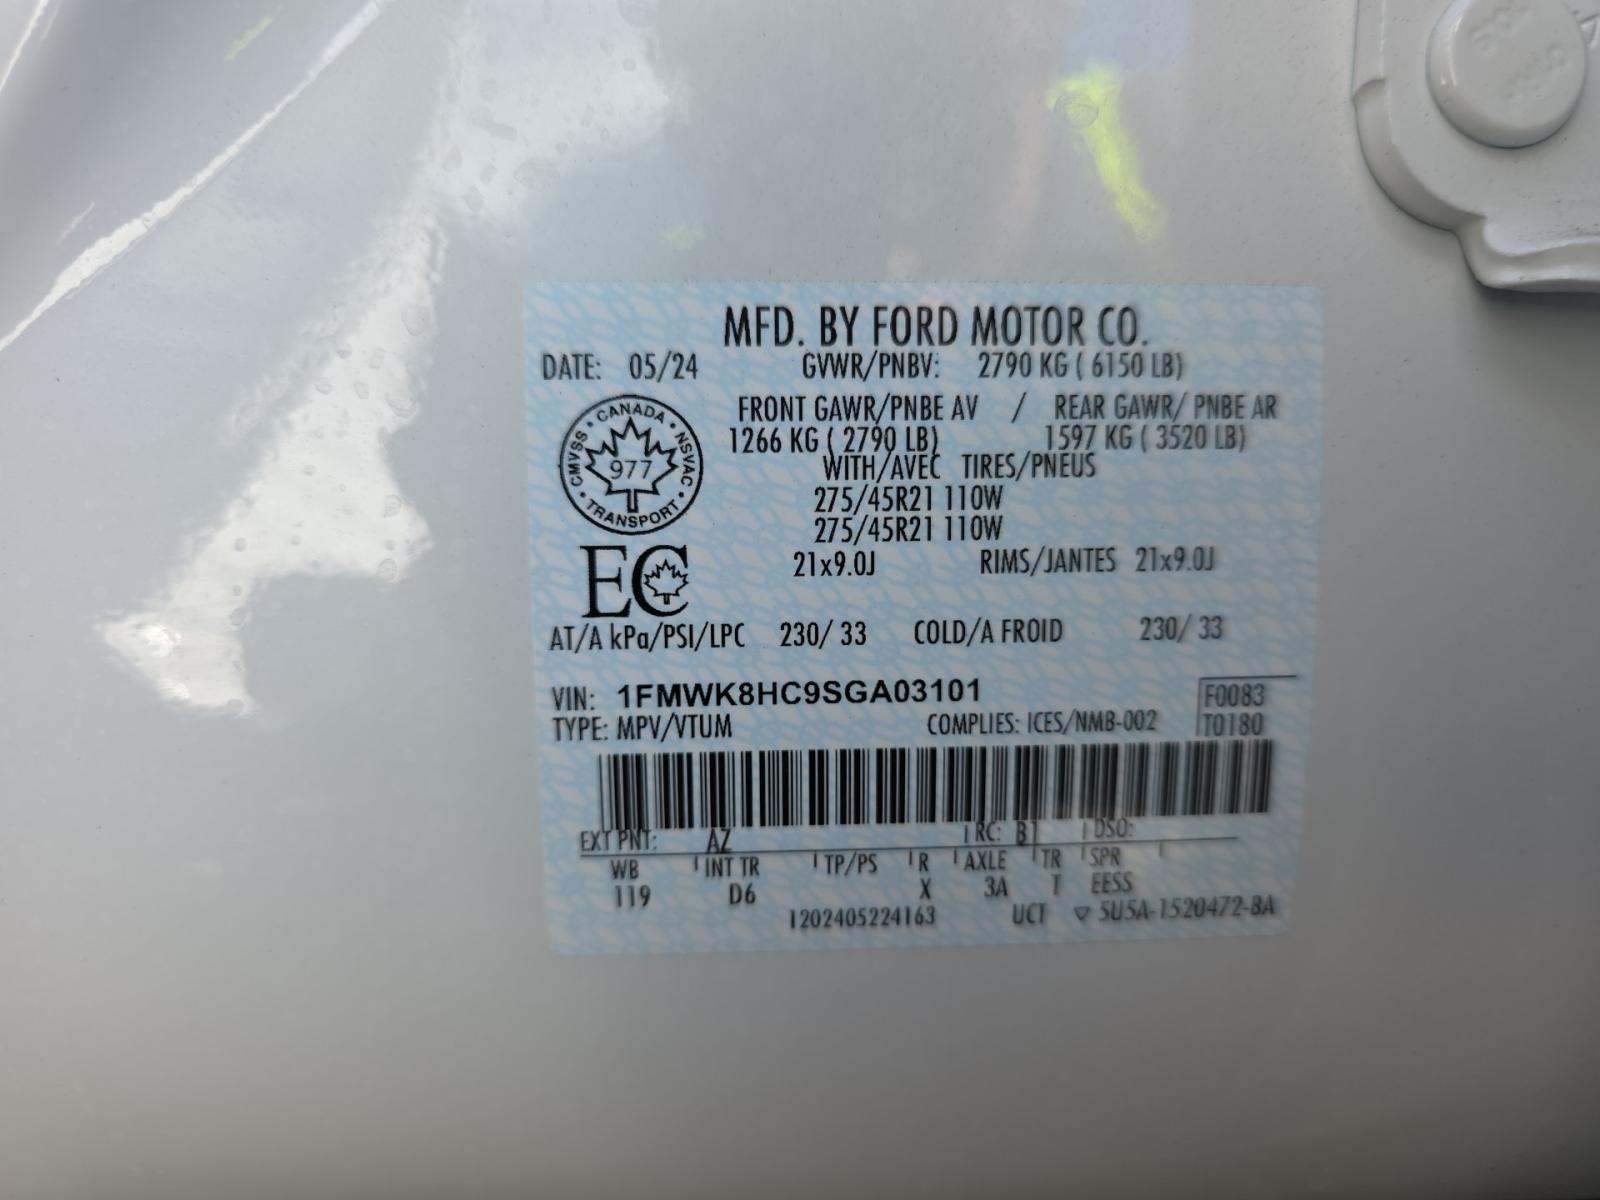 MFD. BY FORD MOTOR CO.
DATE: 05/24 GVWR/PNBV: 2790 KG ( 6150 LB)
FRONT GAWR/PNBE AV / REAR GAWR/ PNBE AR
1266 KG ( 2790 LB) 1597 KG ( 3520 LB)
WITH/AVEC TIRES/PNEUS
275/45R21 110W
275/45R21 110W
21x9.0J RIMS/JANTES 21x9.0J
CANADA
CMVSS 977 NSVAC
TRANSPORT
EC
AT/A kPa/PSI/LPC 230/ 33 COLD/A FROID 230/ 33
VIN: 1FMWK8HC9SGA03101 F0083
TYPE: MPV/VTUM COMPLIES: ICES/NMB-002 T0180
EXT PNT: AZ RC: B1 DSO:
WB INT TR TP/PS R AXLE TR SPR
119 D6 X 3A T EESS
1202405224163 UCT ▽ 5U5A-1520472-BA